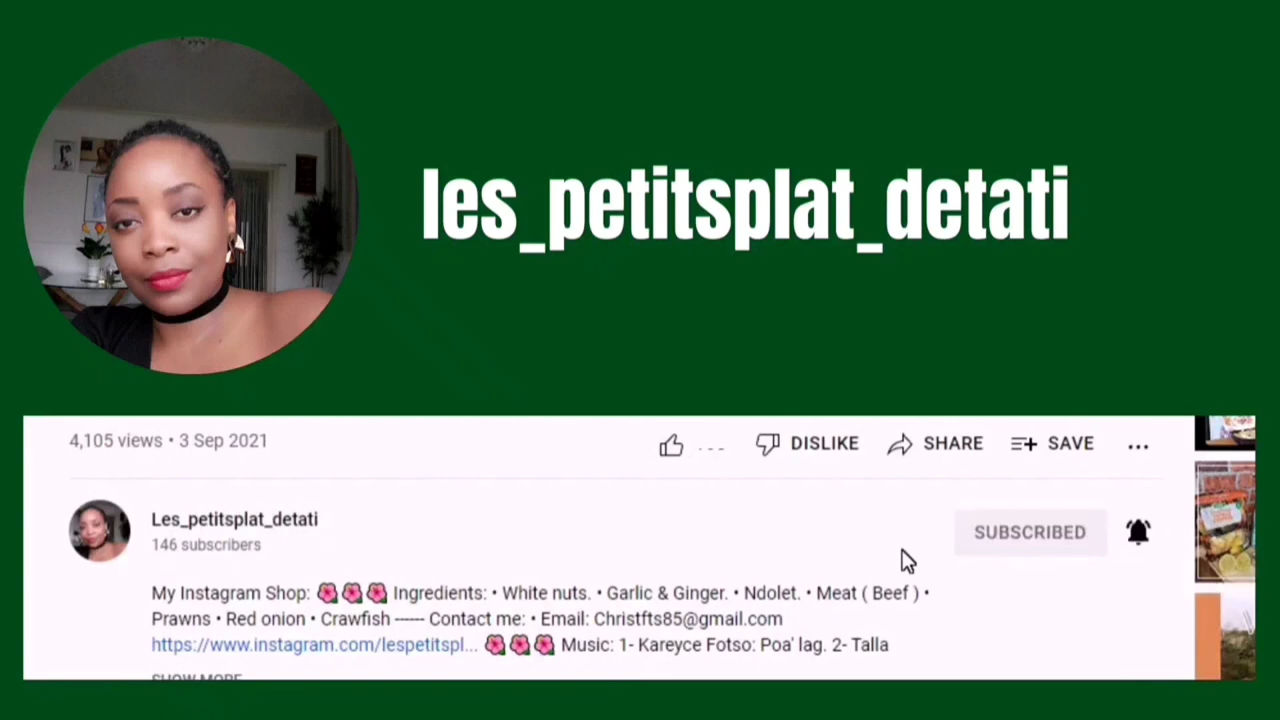 les_petitsplat_detati
4,105 views • 3 Sep 2021
DISLIKE
SHARE
SAVE
Les_petitsplat_detati
146 subscribers
SUBSCRIBED
My Instagram Shop: 🌺🌺🌺 Ingredients: • White nuts. • Garlic & Ginger. • Ndolet. • Meat ( Beef ) •
Prawns • Red onion • Crawfish ------ Contact me: • Email: Christfts85@gmail.com
https://www.instagram.com/lespetitspl... 🌺🌺🌺 Music: 1- Kareyce Fotso: Poa' lag. 2- Talla
SHOW MORE